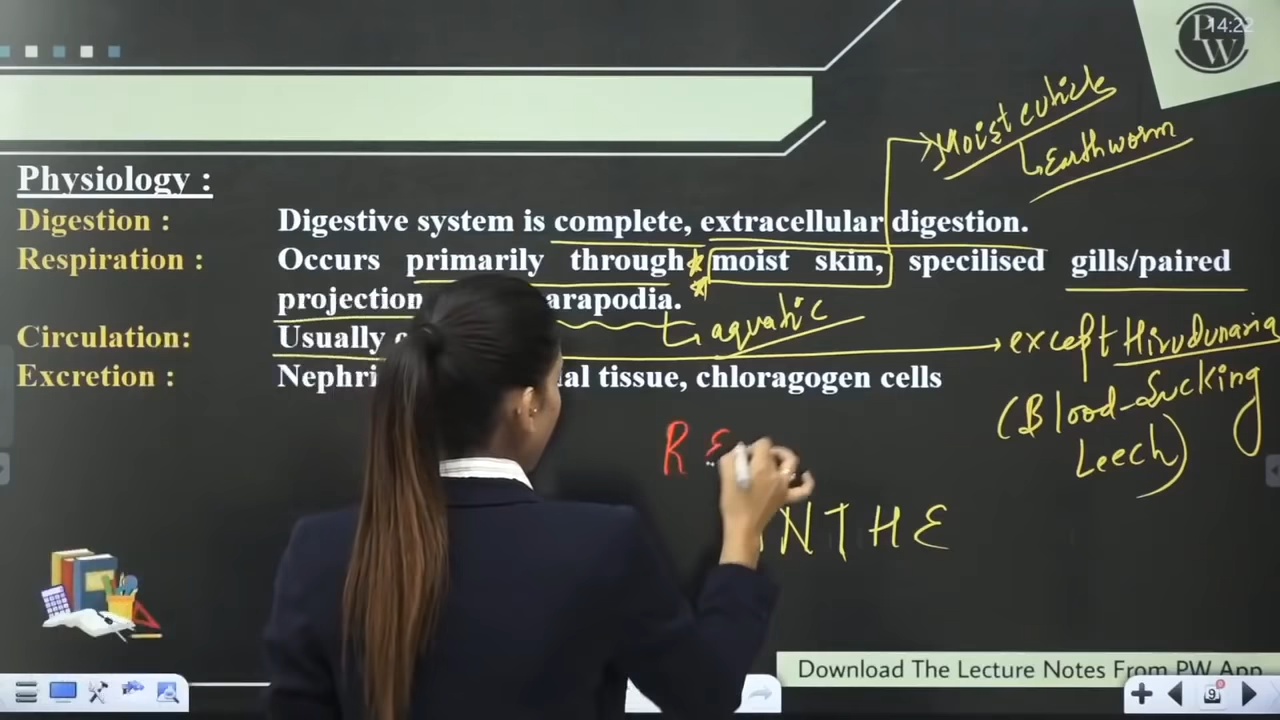 PW
14:22
Moist cuticle
Earthworm
Physiology :
Digestion : Digestive system is complete, extracellular digestion.
Respiration : Occurs primarily through moist skin, specilised gills/paired
projection arapodia.
aquatic
Circulation: Usually
except Hirudunaria
Excretion : Nephri al tissue, chloragogen cells
(Blood-Sucking
Leech)
R E
N T H E
Download The Lecture Notes From PW App
9